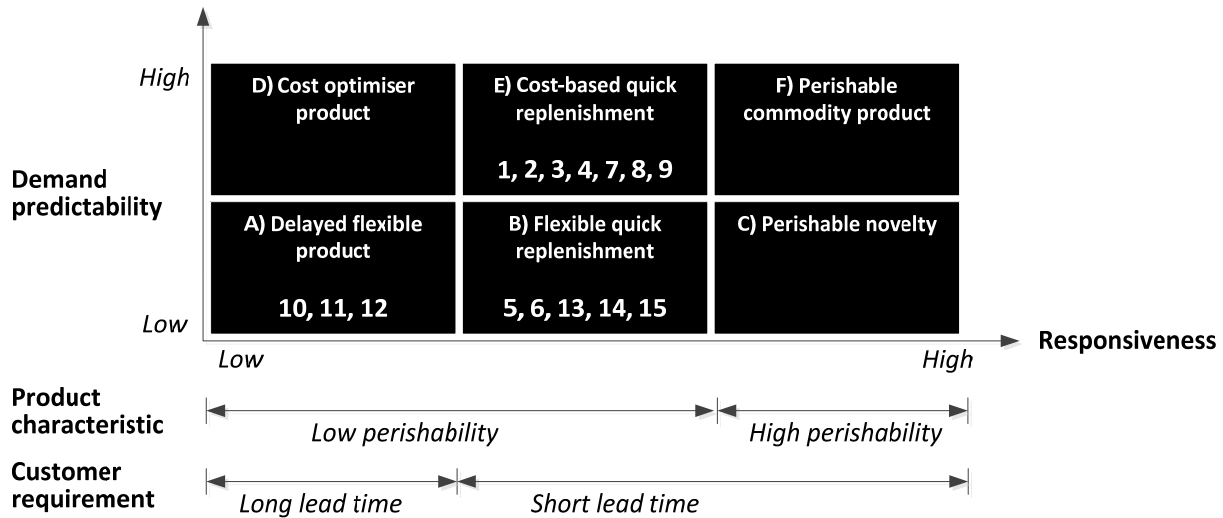 High
D) Cost optimiser
product
E) Cost-based quick
replenishment
1, 2, 3, 4, 7, 8, 9
F) Perishable
commodity product
Demand
predictability
A) Delayed flexible
product
10, 11, 12
B) Flexible quick
replenishment
5, 6, 13, 14, 15
C) Perishable novelty
Low
Low
High
Responsiveness
Product
characteristic
Low perishability
High perishability
Customer
requirement
Long lead time
Short lead time